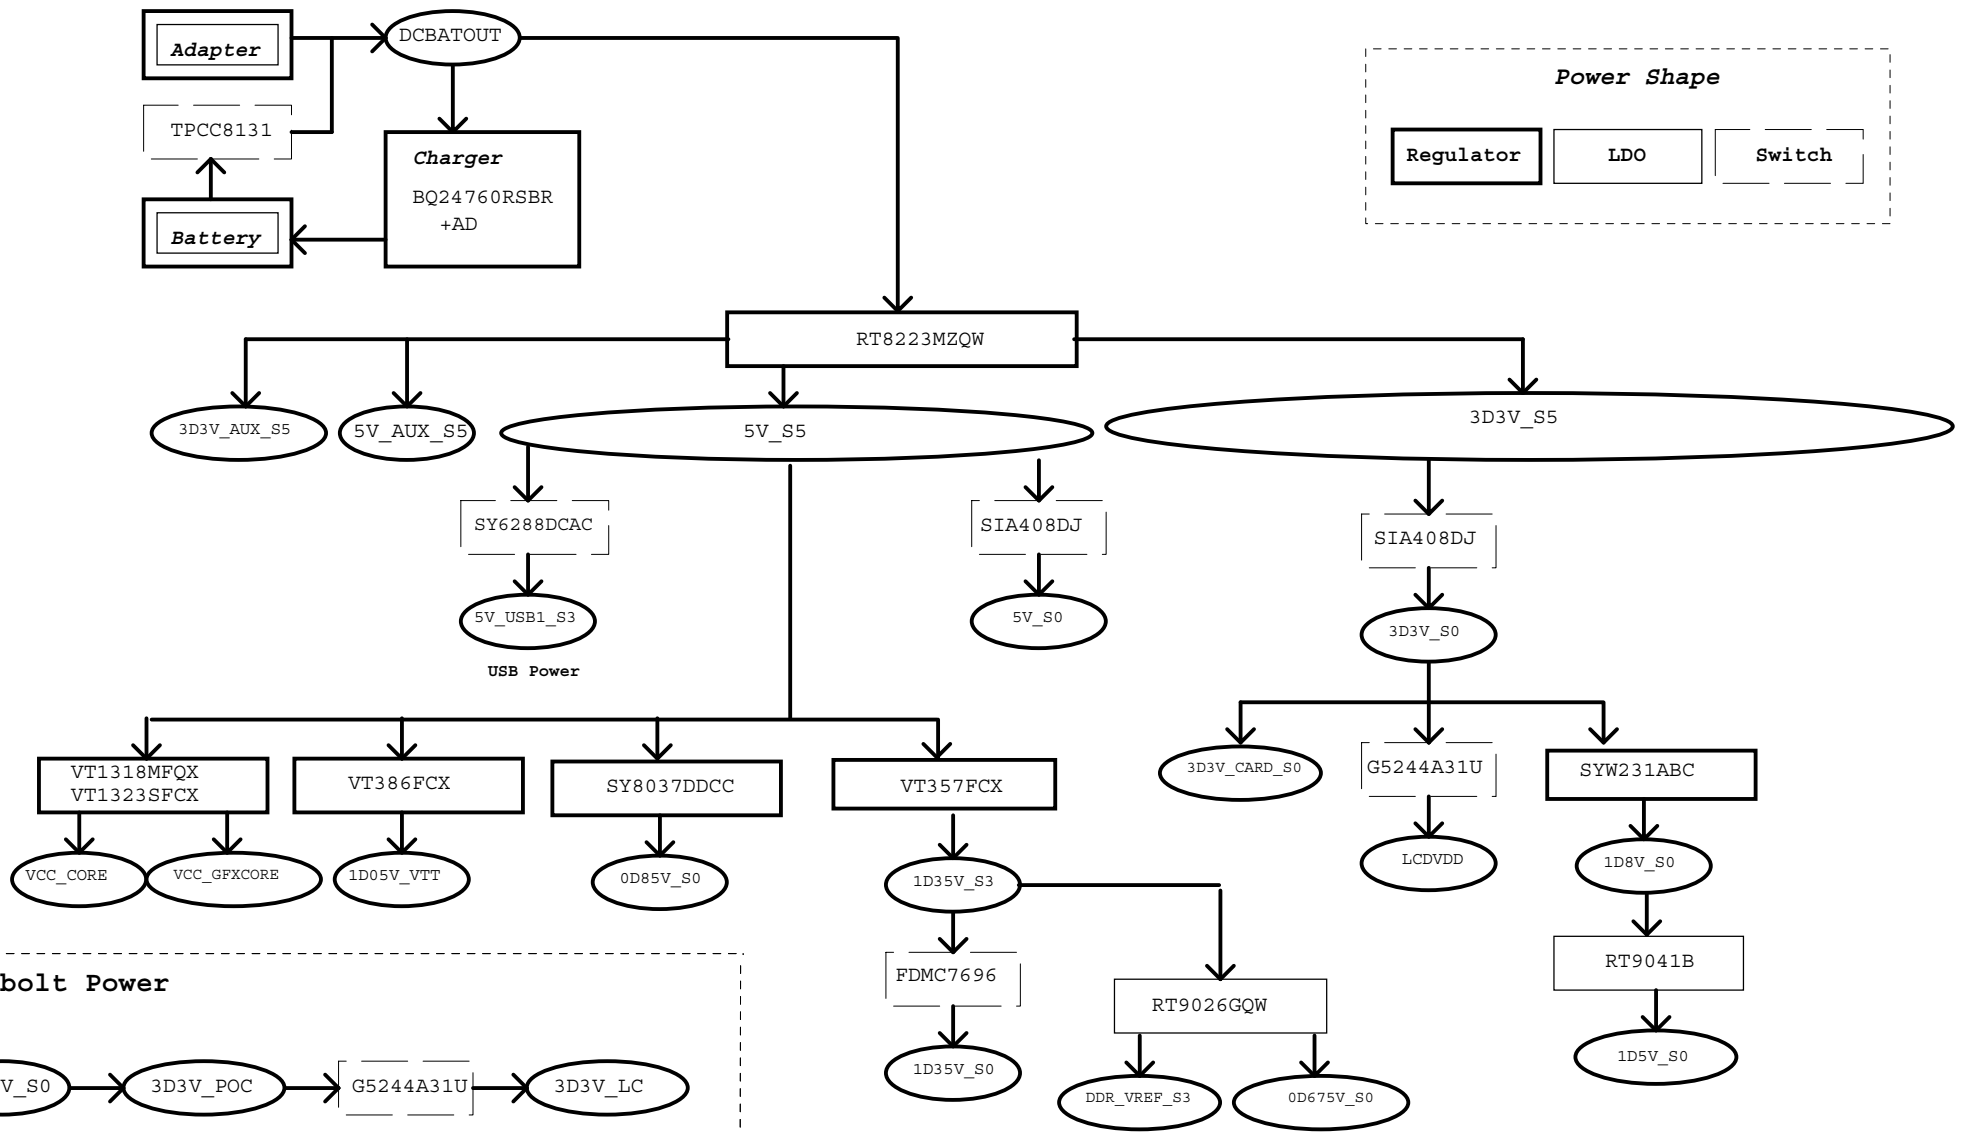 Adapter
DCBATOUT
Power Shape
TPCC8131
Charger
Regulator
LDO
Switch
BQ24760RSBR
+AD
Battery
RT8223MZQW
3D3V_AUX_S5
5V_AUX_S5
5V_S5
3D3V_S5
SY6288DCAC
SIA408DJ
SIA408DJ
5V_USB1_S3
5V_S0
3D3V_S0
USB Power
VT1318MFQX
VT1323SFCX
VT386FCX
SY8037DDCC
VT357FCX
3D3V_CARD_S0
G5244A31U
SYW231ABC
VCC_CORE
VCC_GFXCORE
1D05V_VTT
0D85V_S0
1D35V_S3
LCDVDD
1D8V_S0
bolt Power
FDMC7696
RT9026GQW
RT9041B
V_S0
3D3V_POC
G5244A31U
3D3V_LC
1D35V_S0
DDR_VREF_S3
0D675V_S0
1D5V_S0